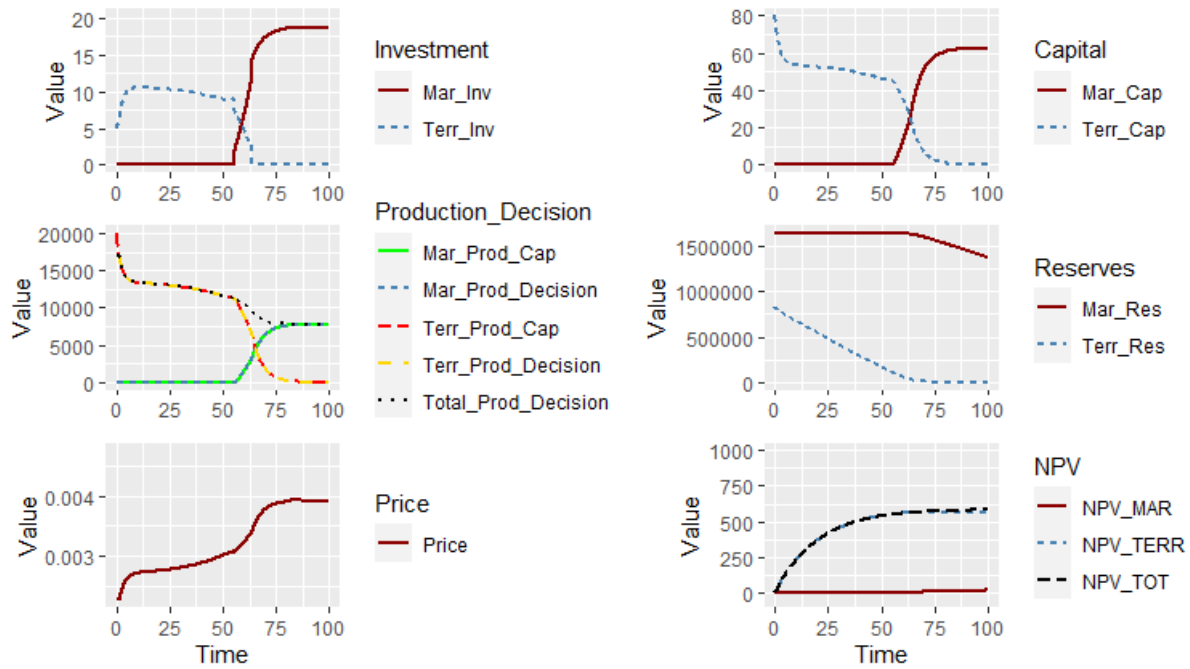 20
15
10
5
0
Value
0 25 50 75 100
Investment
Mar_Inv
Terr_Inv
80
60
40
20
0
Value
0 25 50 75 100
Capital
Mar_Cap
Terr_Cap
20000
15000
10000
5000
0
Value
0 25 50 75 100
Production_Decision
Mar_Prod_Cap
Mar_Prod_Decision
Terr_Prod_Cap
Terr_Prod_Decision
Total_Prod_Decision
1500000
1000000
500000
0
Value
0 25 50 75 100
Reserves
Mar_Res
Terr_Res
0.004
0.003
Value
0 25 50 75 100
Time
Price
Price
1000
750
500
250
0
Value
0 25 50 75 100
Time
NPV
NPV_MAR
NPV_TERR
NPV_TOT